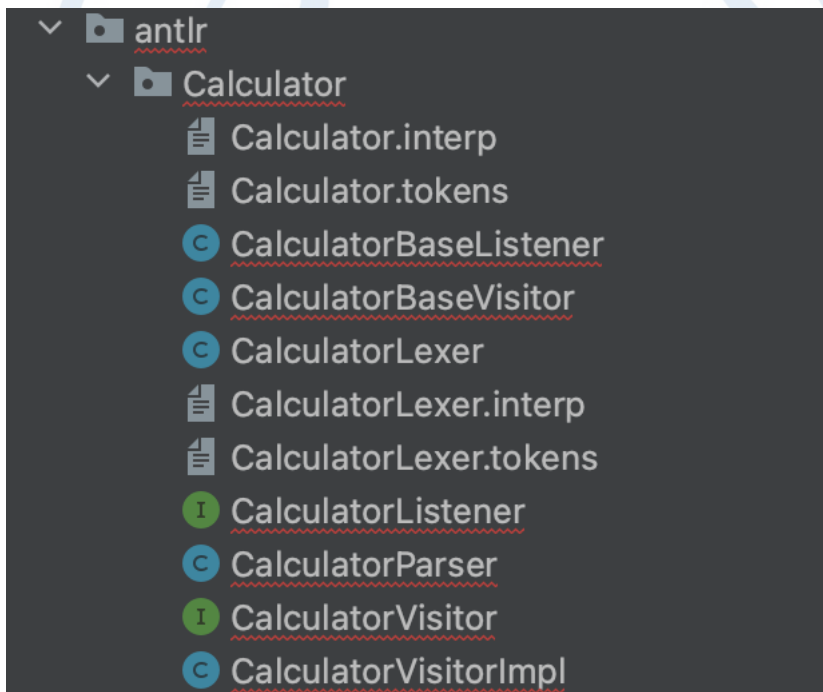 antlr
Calculator
Calculator.interp
Calculator.tokens
C CalculatorBaseListener
C CalculatorBaseVisitor
C CalculatorLexer
CalculatorLexer.interp
CalculatorLexer.tokens
I CalculatorListener
C CalculatorParser
I CalculatorVisitor
C CalculatorVisitorImpl